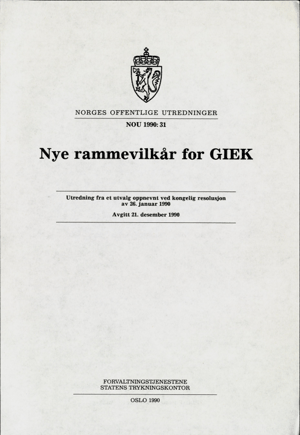 NORGES OFFENTLIGE UTREDNINGER
NOU 1990: 31
Nye rammevilkår for GIEK
Utredning fra et utvalg oppnevnt ved kongelig resolusjon
av 26. januar 1990
Avgitt 21. desember 1990
FORVALTNINGSTJENESTENE
STATENS TRYKNINGSKONTOR
OSLO 1990